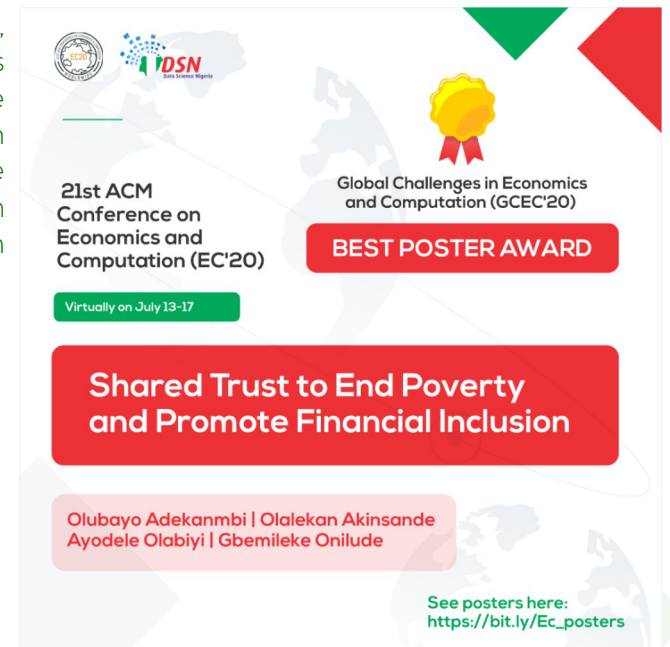 EC20
WORLDWIDE
DSN
Data Science Nigeria
21st ACM
Conference on
Economics and
Computation (EC'20)
Virtually on July 13-17
Global Challenges in Economics
and Computation (GCEC'20)
BEST POSTER AWARD
Shared Trust to End Poverty
and Promote Financial Inclusion
Olubayo Adekanmbi | Olalekan Akinsande
Ayodele Olabiyi | Gbemileke Onilude
See posters here:
https://bit.ly/Ec_posters